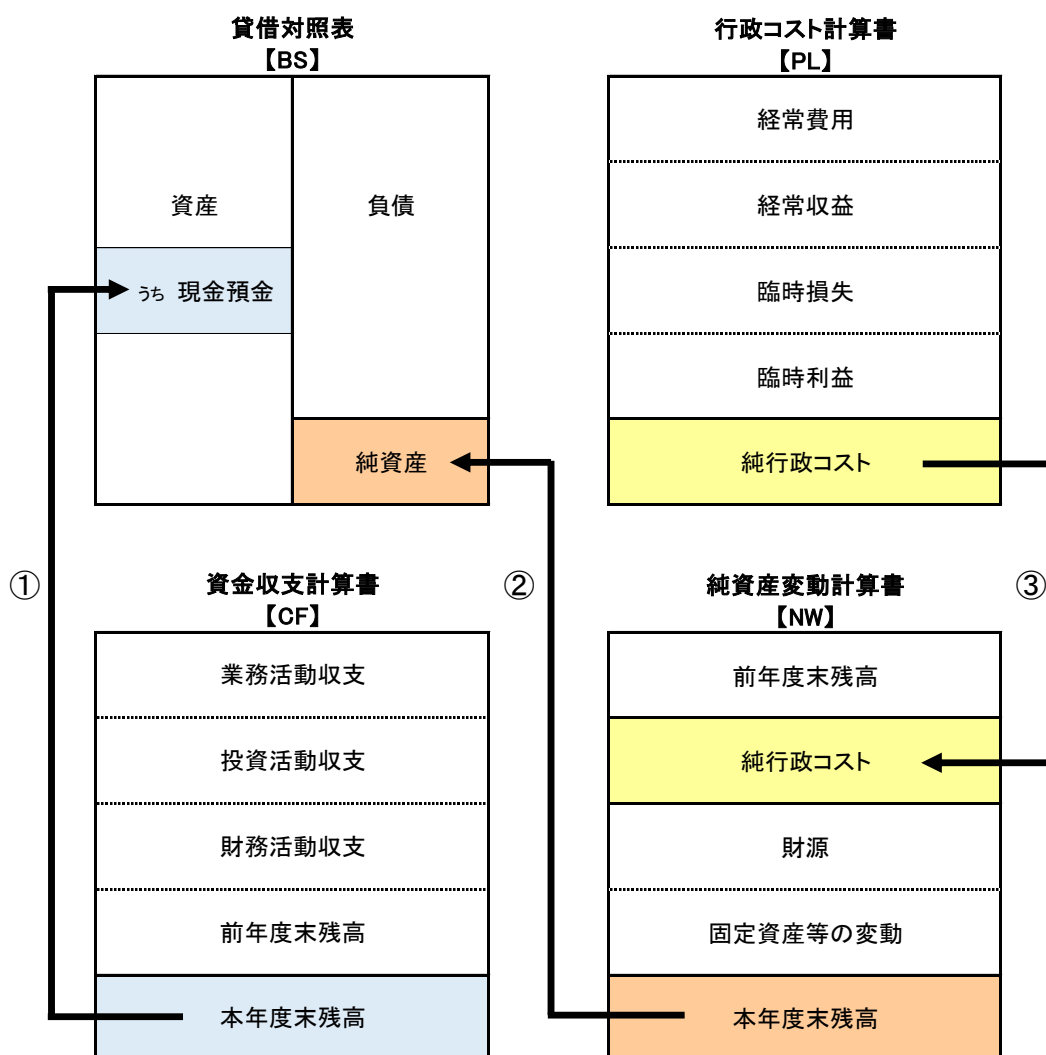 貸借対照表
【BS】
資産
負債
うち 現金預金
純資産
行政コスト計算書
【PL】
経常費用
経常収益
臨時損失
臨時利益
純行政コスト
①
資金収支計算書
【CF】
業務活動収支
投資活動収支
財務活動収支
前年度末残高
本年度末残高
②
純資産変動計算書
【NW】
前年度末残高
純行政コスト
財源
固定資産等の変動
本年度末残高
③